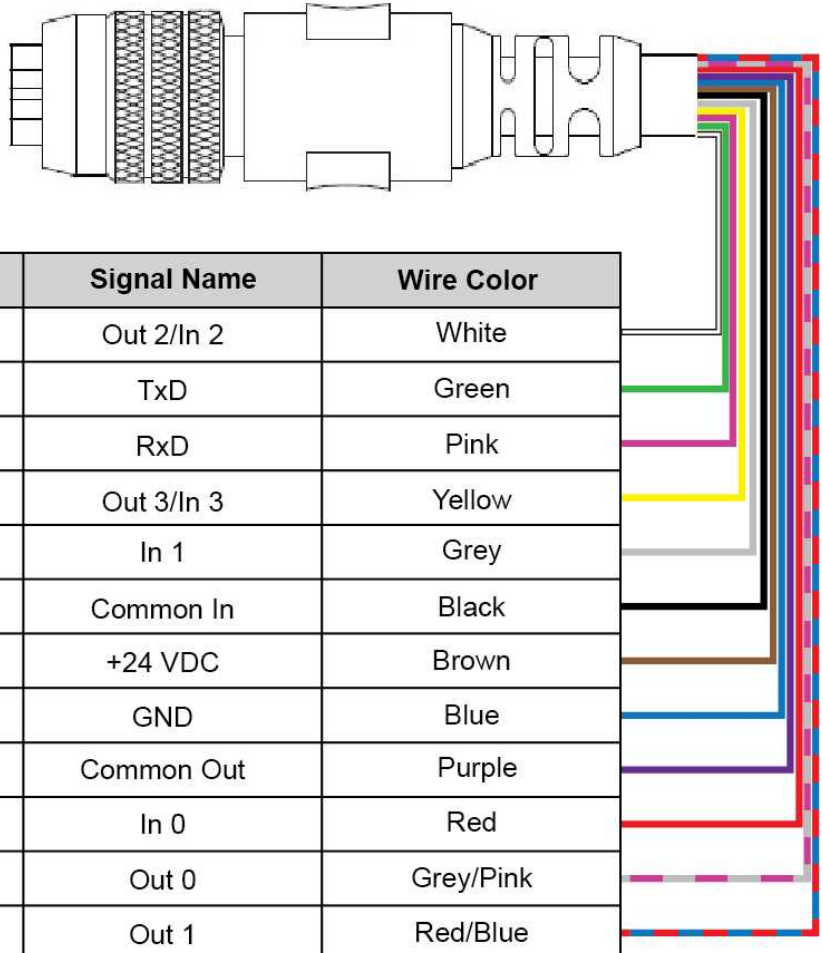 Signal Name Wire Color
Out 2/In 2 White
TxD Green
RxD Pink
Out 3/In 3 Yellow
In 1 Grey
Common In Black
+24 VDC Brown
GND Blue
Common Out Purple
In 0 Red
Out 0 Grey/Pink
Out 1 Red/Blue